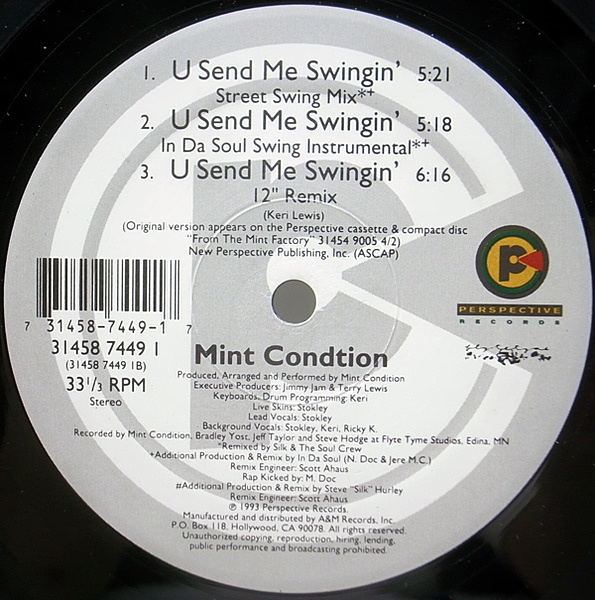 1. U Send Me Swingin' 5:21
Street Swing Mix*+
2. U Send Me Swingin' 5:18
In Da Soul Swing Instrumental*+
3. U Send Me Swingin' 6:16
12" Remix
(Keri Lewis)
(Original version appears on the Perspective cassette & compact disc
"From The Mint Factory" 31454 9005 4/2)
New Perspective Publishing, Inc. (ASCAP)
p
PERSPECTIVE
RECORDS
7 31458-7449-1 7
31458 7449 1
(31458 7449 1B)
33 1/3 RPM
Stereo
Mint Condtion
Produced, Arranged and Performed by Mint Condition
Executive Producers: Jimmy Jam & Terry Lewis
Keyboards, Drum Programming: Keri
Live Skins: Stokley
Lead Vocals: Stokley
Background Vocals: Stokley, Keri, Ricky K.
Recorded by Mint Condition, Bradley Yost, Jeff Taylor and Steve Hodge at Flyte Tyme Studios, Edina, MN
*Remixed by Silk & The Soul Crew
+Additional Production & Remix by In Da Soul (N. Doc & Jere M.C.)
Remix Engineer: Scott Ahaus
Rap Kicked by: M. Doc
#Additional Production & Remix by Steve "Silk" Hurley
Remix Engineer: Scott Ahaus
℗ 1993 Perspective Records.
Manufactured and distributed by A&M Records, Inc.
P.O. Box 118, Hollywood, CA 90078. All rights reserved.
Unauthorized copying, reproduction, hiring, lending,
public performance and broadcasting prohibited.